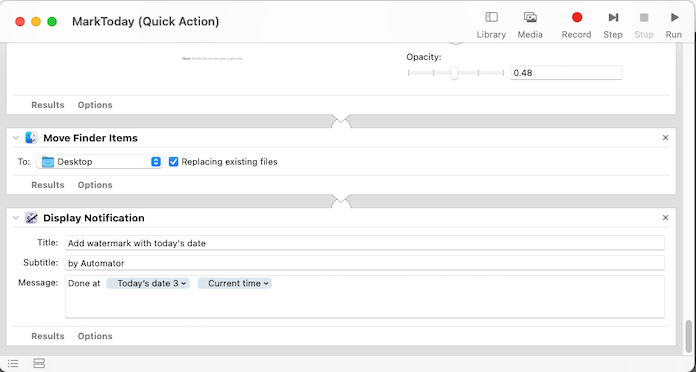 MarkToday (Quick Action)
Library
Media
Record
Step
Stop
Run
Opacity:
0.48
Results Options
Move Finder Items
To: Desktop Replacing existing files
Results Options
Display Notification
Title: Add watermark with today's date
Subtitle: by Automator
Message: Done at Today's date 3 Current time
Results Options